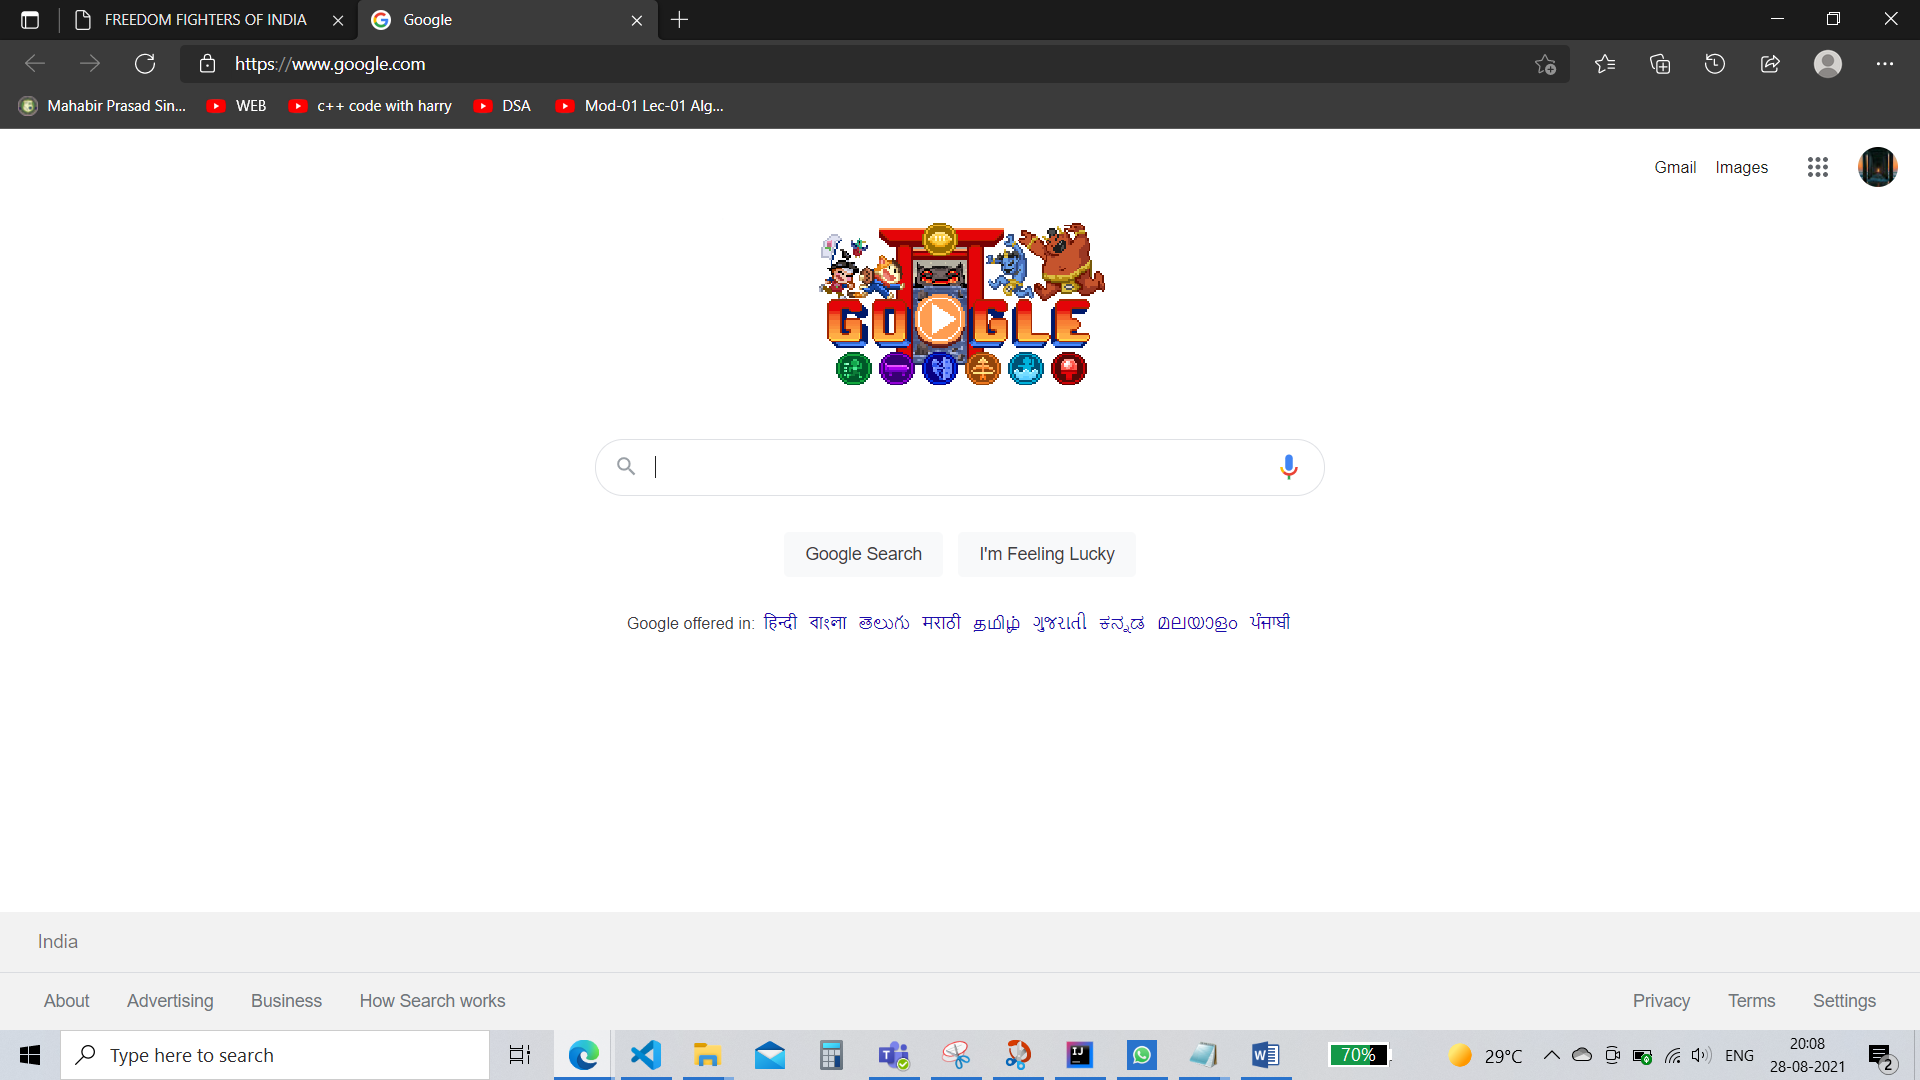 FREEDOM FIGHTERS OF INDIA
Google
https://www.google.com
Mahabir Prasad Sin...
WEB
c++ code with harry
DSA
Mod-01 Lec-01 Alg...
Gmail Images
GOOGLE
Google Search
I'm Feeling Lucky
Google offered in: हिन्दी বাংলা తెలుగు मराठी தமிழ் ગુજરાતી ಕನ್ನಡ മലയാളം ਪੰਜਾਬੀ
India
About Advertising Business How Search works
Privacy Terms Settings
Type here to search
70%
29°C
ENG
20:08
28-08-2021
2